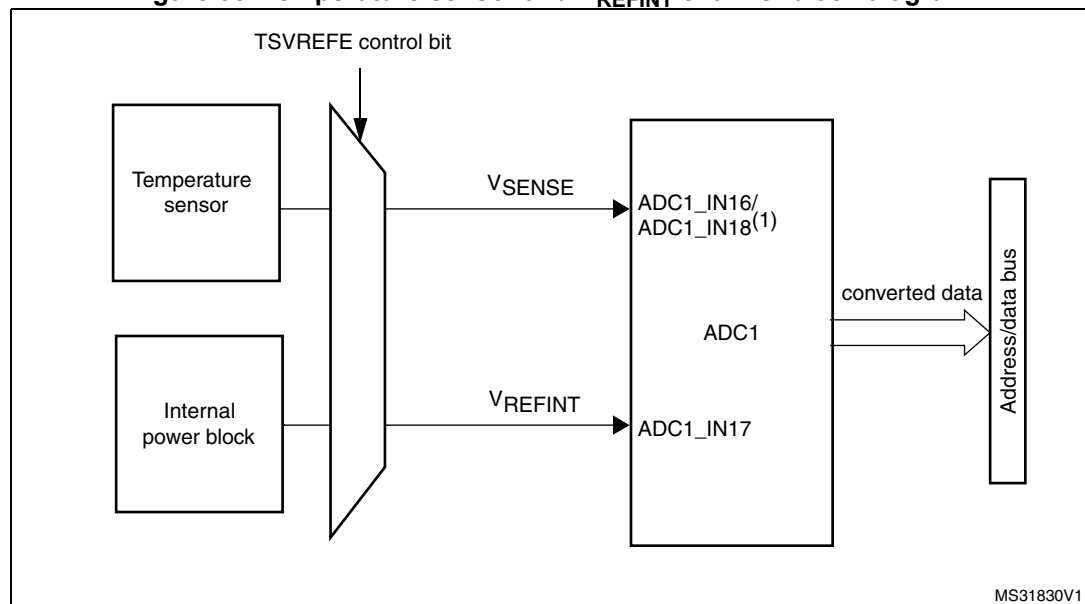 TSVREFE control bit
Temperature
sensor
VSENSE
ADC1_IN16/
ADC1_IN18(1)
converted data
Address/data bus
ADC1
Internal
power block
VREFINT
ADC1_IN17
MS31830V1